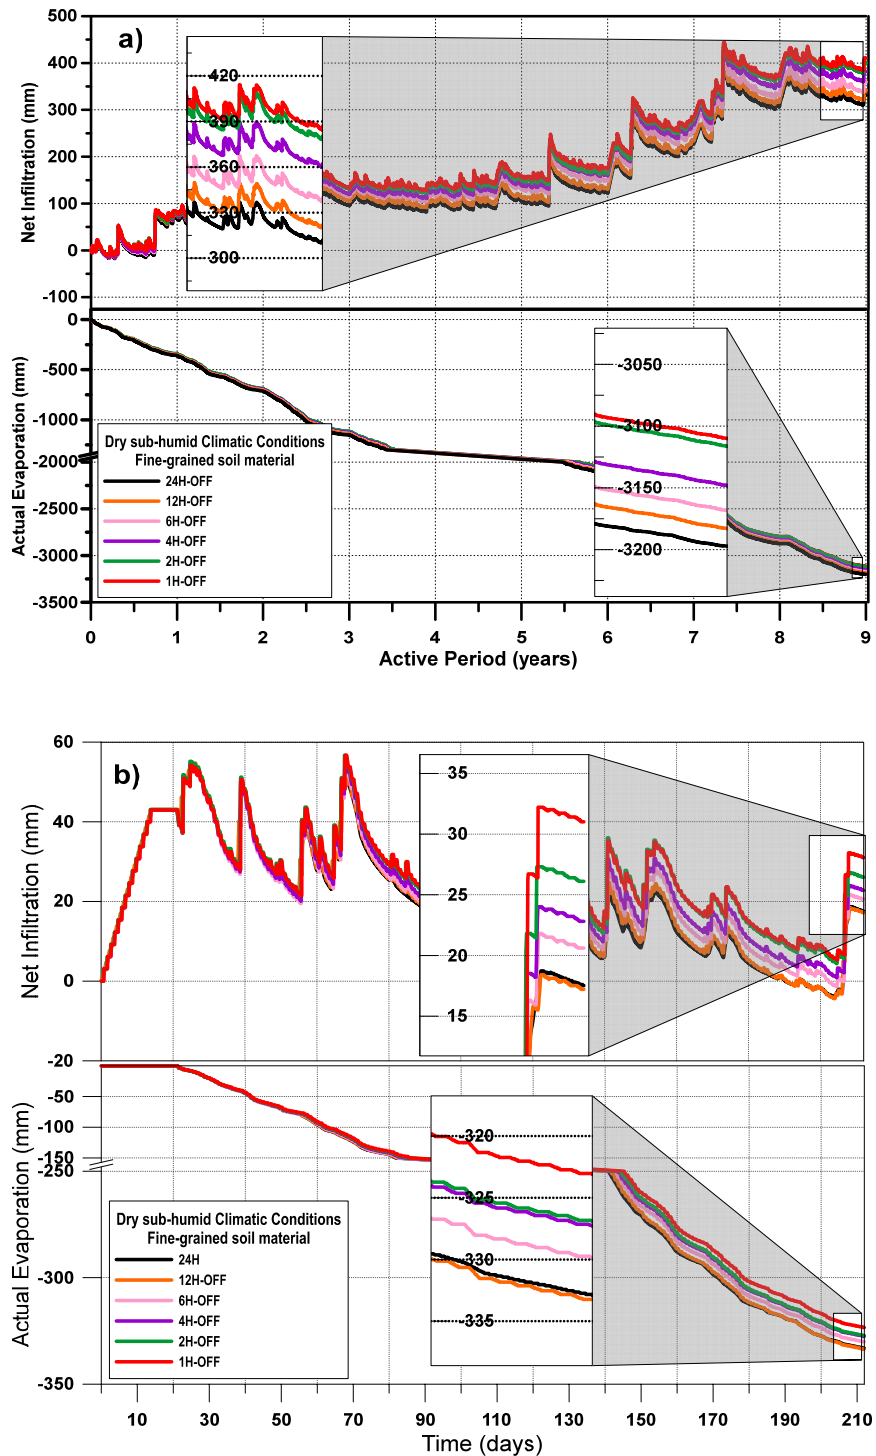 a)
Net Infiltration (mm)
500
400
300
200
100
0
-100
420
390
360
330
300
Actual Evaporation (mm)
Actual Evaporation (mm)
0
-500
-1000
-2000
-2500
-3000
-3500
Dry sub-humid Climatic Conditions
Fine-grained soil material
24H-OFF
12H-OFF
6H-OFF
4H-OFF
2H-OFF
1H-OFF
-3050
-3100
-3150
-3200
0 1 2 3 4 5 6 7 8 9
Active Period (years)
b)
Net Infiltration (mm)
60
40
20
0
-20
35
30
25
20
15
Actual Evaporation (mm)
Actual Evaporation (mm)
-50
-100
-150
-250
-300
-350
Dry sub-humid Climatic Conditions
Fine-grained soil material
24H
12H-OFF
6H-OFF
4H-OFF
2H-OFF
1H-OFF
-320
-325
-330
-335
10 30 50 70 90 110 130 150 170 190 210
Time (days)